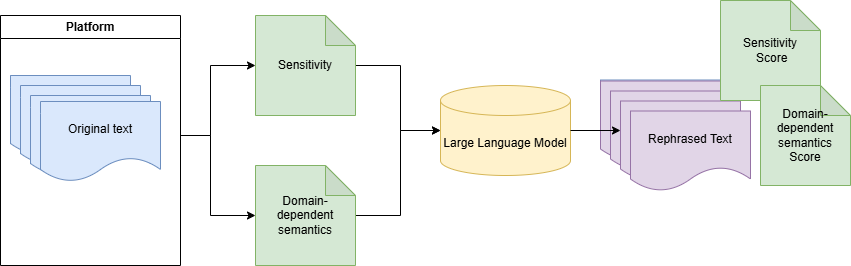 Platform
Original text
Sensitivity
Domain-
dependent
semantics
Large Language Model
Rephrased Text
Sensitivity
Score
Domain-
dependent
semantics
Score